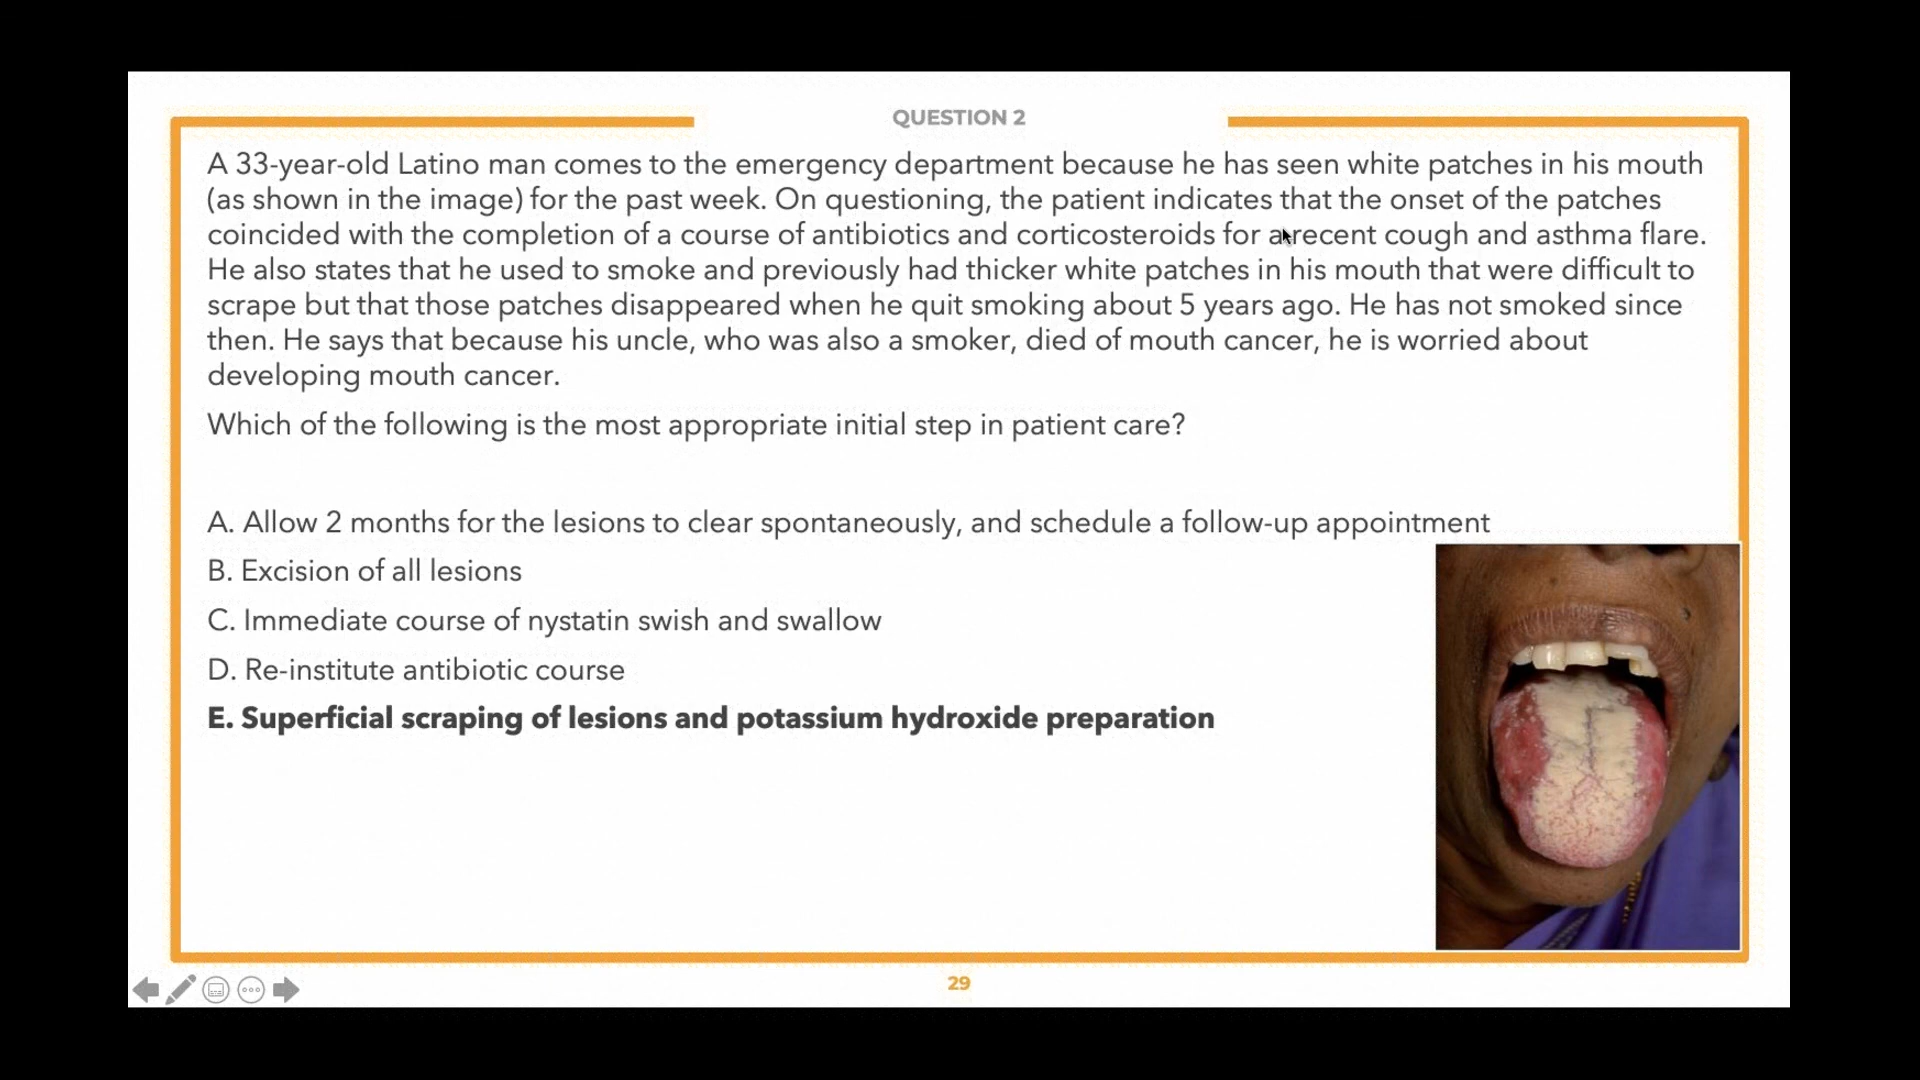 QUESTION 2
A 33-year-old Latino man comes to the emergency department because he has seen white patches in his mouth
(as shown in the image) for the past week. On questioning, the patient indicates that the onset of the patches
coincided with the completion of a course of antibiotics and corticosteroids for a recent cough and asthma flare.
He also states that he used to smoke and previously had thicker white patches in his mouth that were difficult to
scrape but that those patches disappeared when he quit smoking about 5 years ago. He has not smoked since
then. He says that because his uncle, who was also a smoker, died of mouth cancer, he is worried about
developing mouth cancer.
Which of the following is the most appropriate initial step in patient care?
A. Allow 2 months for the lesions to clear spontaneously, and schedule a follow-up appointment
B. Excision of all lesions
C. Immediate course of nystatin swish and swallow
D. Re-institute antibiotic course
E. Superficial scraping of lesions and potassium hydroxide preparation
29